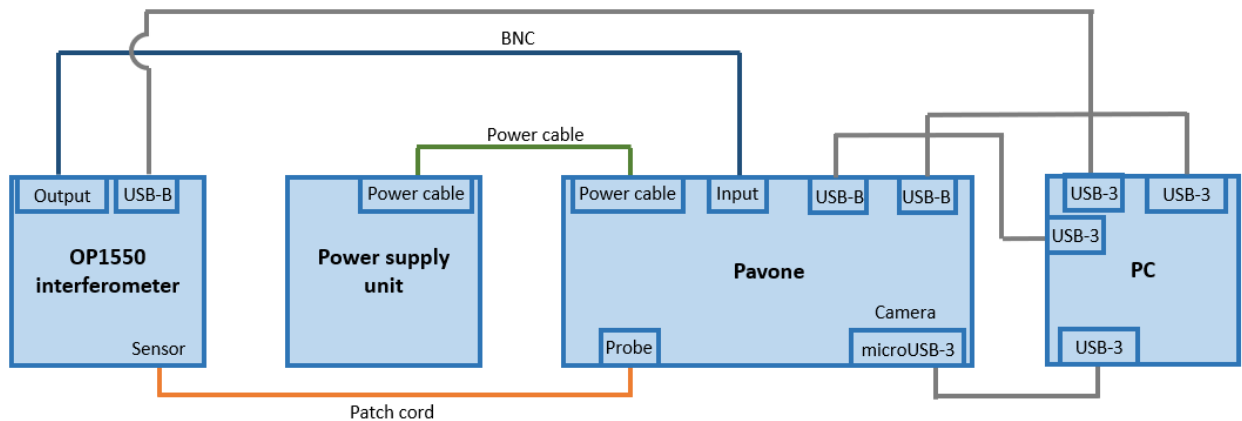 BNC
Power cable
Output
USB-B
Power cable
Power cable
Input
USB-B
USB-B
USB-3
USB-3
USB-3
OP1550
interferometer
Power supply
unit
Pavone
PC
Camera
Sensor
Probe
microUSB-3
USB-3
Patch cord